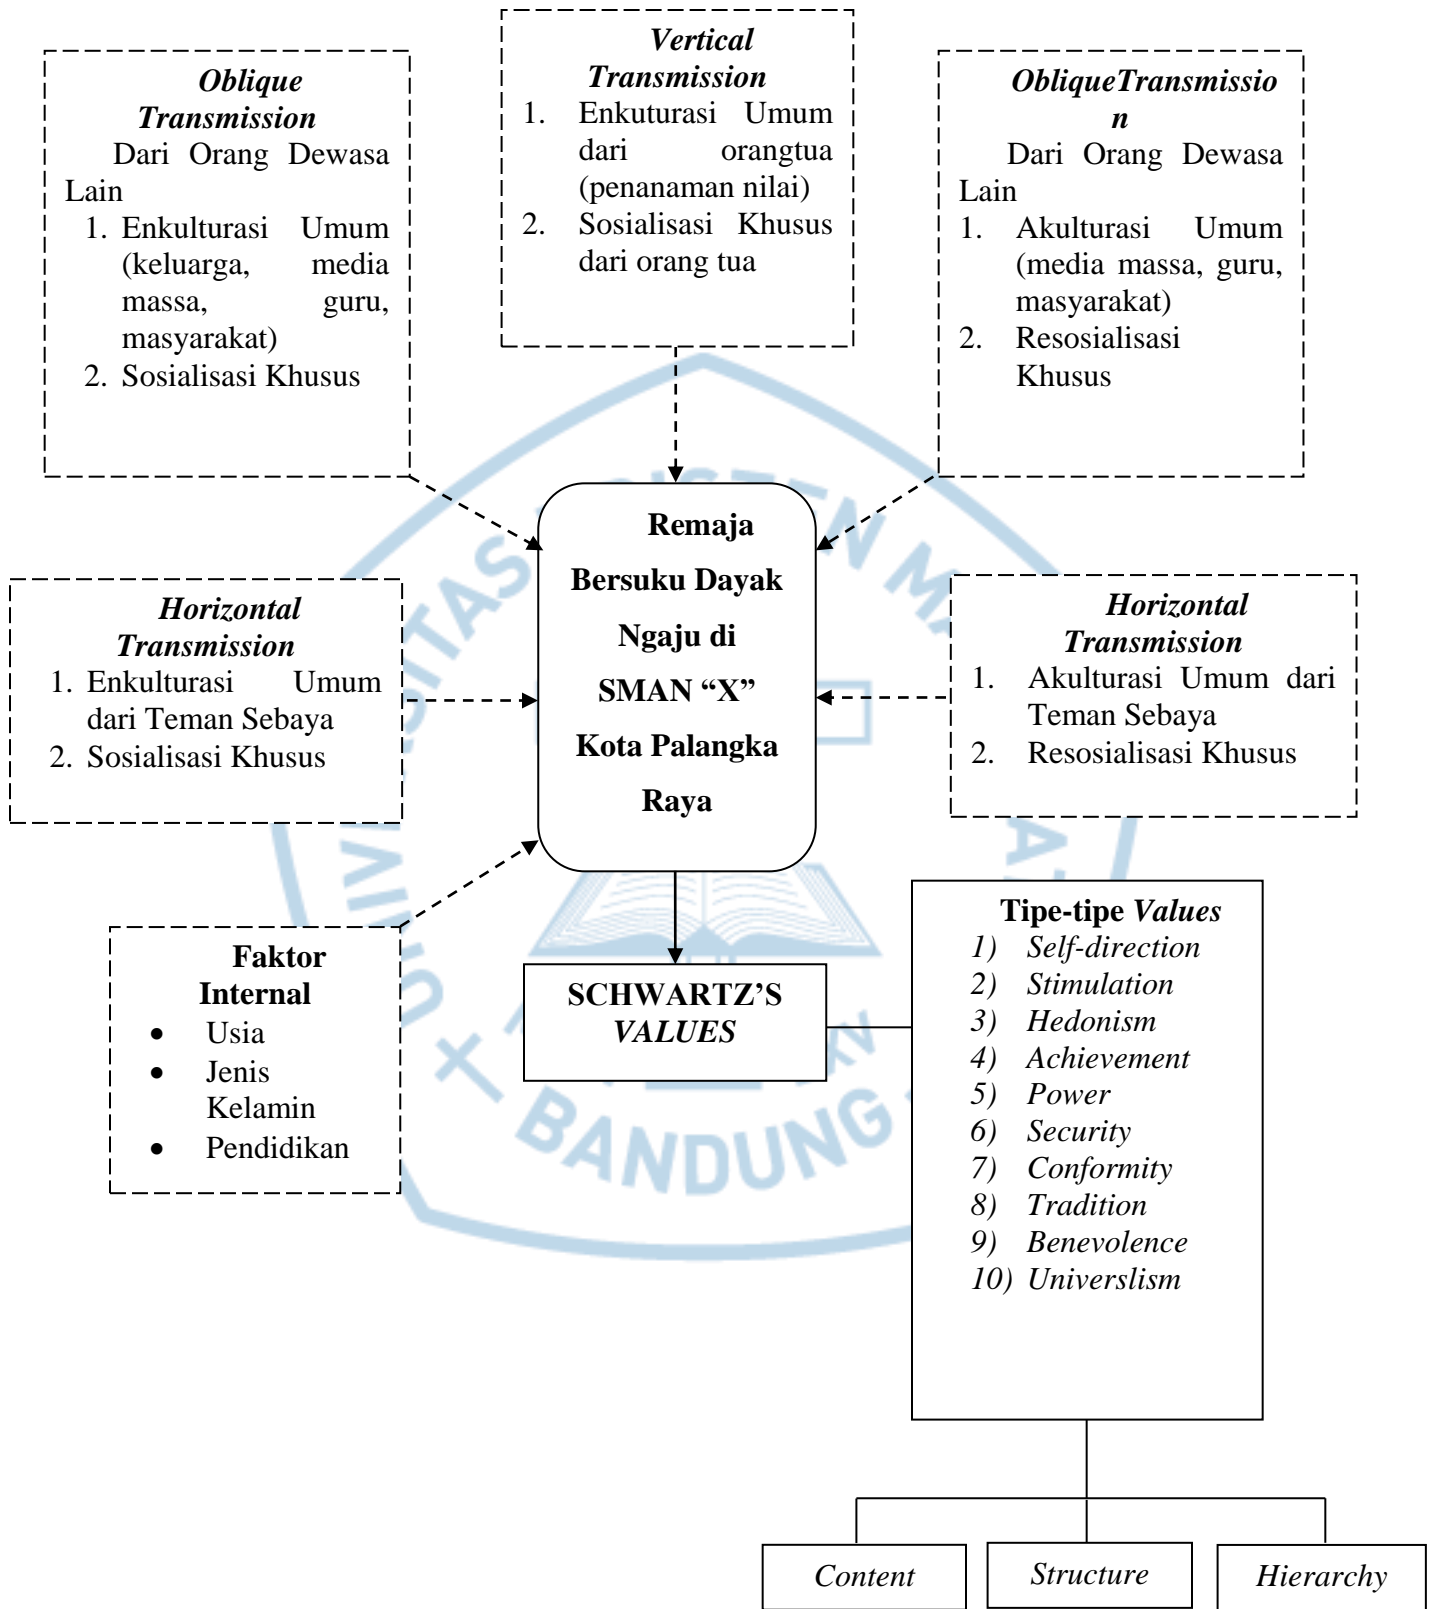 Vertical
Transmission
1. Enkuturasi Umum
dari orangtua
(penanaman nilai)
2. Sosialisasi Khusus
dari orang tua
Oblique
Transmission
Dari Orang Dewasa
Lain
1. Enkulturasi Umum
(keluarga, media
massa, guru,
masyarakat)
2. Sosialisasi Khusus
ObliqueTransmissio
n
Dari Orang Dewasa
Lain
1. Akulturasi Umum
(media massa, guru,
masyarakat)
2. Resosialisasi
Khusus
Horizontal
Transmission
1. Enkulturasi Umum
dari Teman Sebaya
2. Sosialisasi Khusus
Remaja
Bersuku Dayak
Ngaju di
SMAN “X”
Kota Palangka
Raya
Horizontal
Transmission
1. Akulturasi Umum dari
Teman Sebaya
2. Resosialisasi Khusus
Faktor
Internal
• Usia
• Jenis
Kelamin
• Pendidikan
SCHWARTZ’S
VALUES
Tipe-tipe Values
1) Self-direction
2) Stimulation
3) Hedonism
4) Achievement
5) Power
6) Security
7) Conformity
8) Tradition
9) Benevolence
10) Universlism
Content
Structure
Hierarchy
BANDUNG